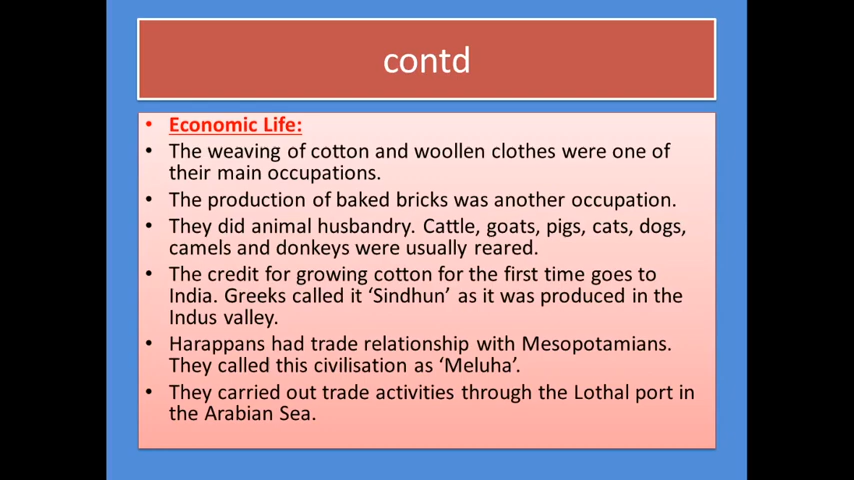 contd
• Economic Life:
• The weaving of cotton and woollen clothes were one of
their main occupations.
• The production of baked bricks was another occupation.
• They did animal husbandry. Cattle, goats, pigs, cats, dogs,
camels and donkeys were usually reared.
• The credit for growing cotton for the first time goes to
India. Greeks called it ‘Sindhun’ as it was produced in the
Indus valley.
• Harappans had trade relationship with Mesopotamians.
They called this civilisation as ‘Meluha’.
• They carried out trade activities through the Lothal port in
the Arabian Sea.